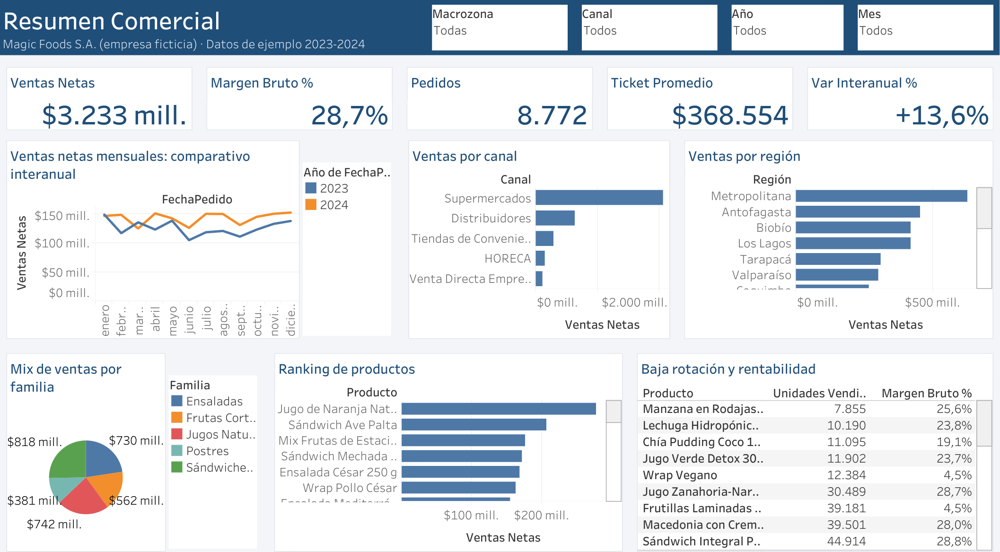 Resumen Comercial
Magic Foods S.A. (empresa ficticia) · Datos de ejemplo 2023-2024
Macrozona
Todas
Canal
Todos
Año
Todos
Mes
Todos
Ventas Netas
$3.233 mill.
Margen Bruto %
28,7%
Pedidos
8.772
Ticket Promedio
$368.554
Var Interanual %
+13,6%
Ventas netas mensuales: comparativo
interanual
FechaPedido
Ventas Netas
$150 mill.
$100 mill.
$50 mill.
$0 mill.
enero
febr..
mar..
abril
mayo
junio
julio
agos..
sept..
octu..
novi..
dicie..
Año de FechaP..
2023
2024
Ventas por canal
Canal
Supermercados
Distribuidores
Tiendas de Convenie..
HORECA
Venta Directa Empre..
$0 mill.
$2.000 mill.
Ventas Netas
Ventas por región
Región
Metropolitana
Antofagasta
Biobío
Los Lagos
Tarapacá
Valparaíso
Coquimbo
$0 mill.
$500 mill.
Ventas Netas
Mix de ventas por
familia
$818 mill.
$730 mill.
$381 mill.
$562 mill.
$742 mill.
Familia
Ensaladas
Frutas Cort..
Jugos Natu..
Postres
Sándwiche..
Ranking de productos
Producto
Jugo de Naranja Nat..
Sándwich Ave Palta
Mix Frutas de Estaci..
Sándwich Mechada ..
Ensalada César 250 g
Wrap Pollo César
Ensalada Mediterrá..
$100 mill.
$200 mill.
Ventas Netas
Baja rotación y rentabilidad
Producto Unidades Vendi.. Margen Bruto %
Manzana en Rodajas.. 7.855 25,6%
Lechuga Hidropónic.. 10.190 23,8%
Chía Pudding Coco 1.. 11.095 19,1%
Jugo Verde Detox 30.. 11.902 23,7%
Wrap Vegano 12.384 4,5%
Jugo Zanahoria-Nar.. 30.489 28,7%
Frutillas Laminadas .. 39.181 4,5%
Macedonia con Crem.. 39.501 28,0%
Sándwich Integral P.. 44.914 28,8%